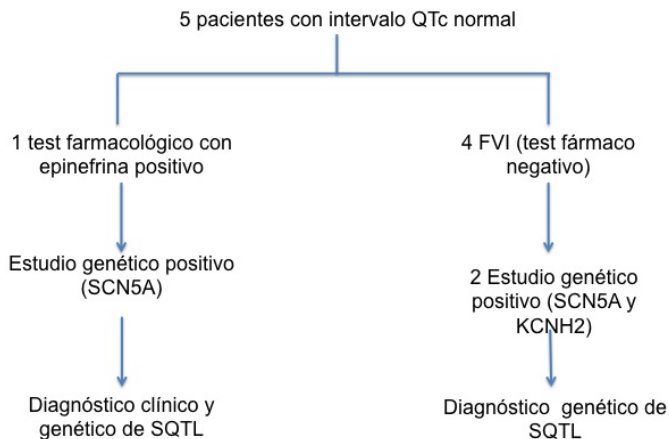 5 pacientes con intervalo QTc normal
1 test farmacológico con
epinefrina positivo
4 FVI (test fármaco
negativo)
Estudio genético positivo
(SCN5A)
2 Estudio genético
positivo (SCN5A y
KCNH2)
Diagnóstico clínico y
genético de SQTL
Diagnóstico genético de
SQTL